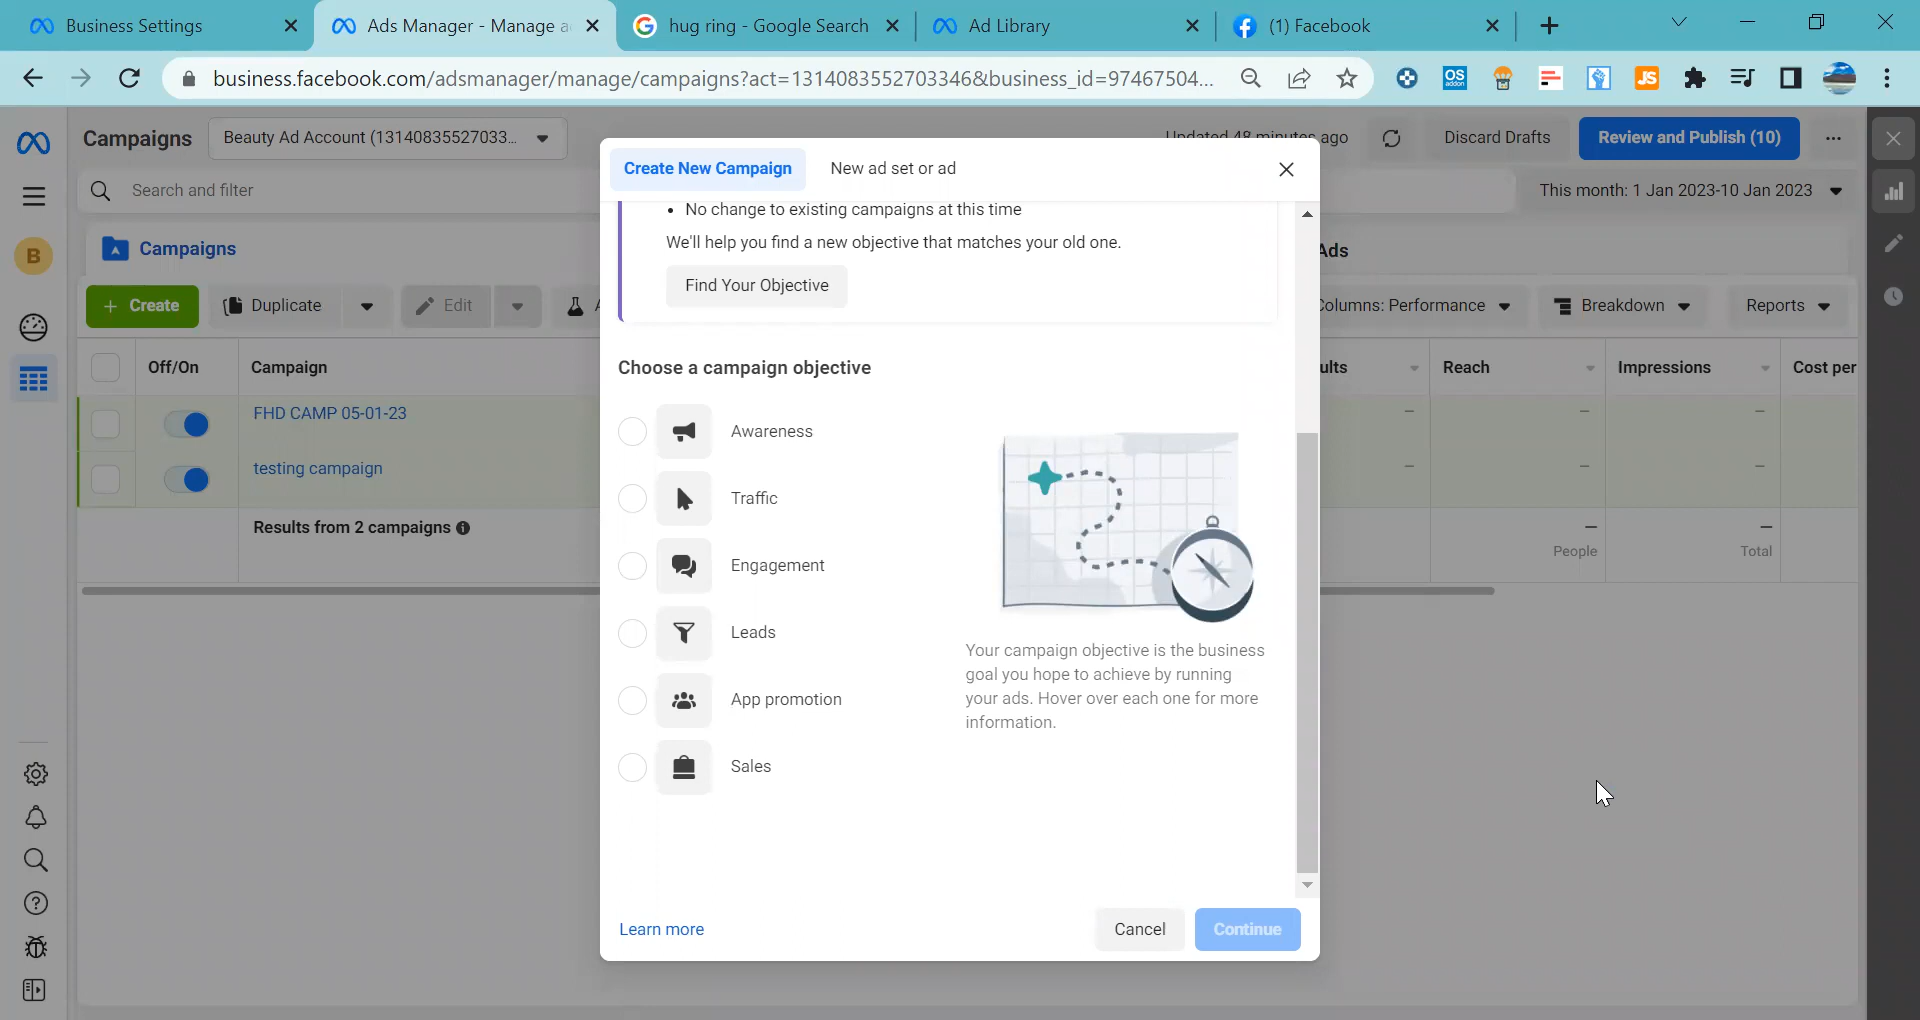 Business Settings
Ads Manager - Manage a
hug ring - Google Search
Ad Library
(1) Facebook
business.facebook.com/adsmanager/manage/campaigns?act=1314083552703346&business_id=97467504...
OS
addon
JS
Campaigns
Beauty Ad Account (13140835527033...
Updated 48 minutes ago
Discard Drafts
Review and Publish (10)
Create New Campaign
New ad set or ad
Search and filter
This month: 1 Jan 2023-10 Jan 2023
No change to existing campaigns at this time
We'll help you find a new objective that matches your old one.
Find Your Objective
B
Campaigns
Ads
+ Create
Duplicate
Edit
Columns: Performance
Breakdown
Reports
Off/On
Campaign
Reach
Impressions
Cost per
FHD CAMP 05-01-23
testing campaign
Results from 2 campaigns
People
Total
Choose a campaign objective
Awareness
Traffic
Engagement
Leads
App promotion
Sales
Your campaign objective is the business
goal you hope to achieve by running
your ads. Hover over each one for more
information.
Learn more
Cancel
Continue